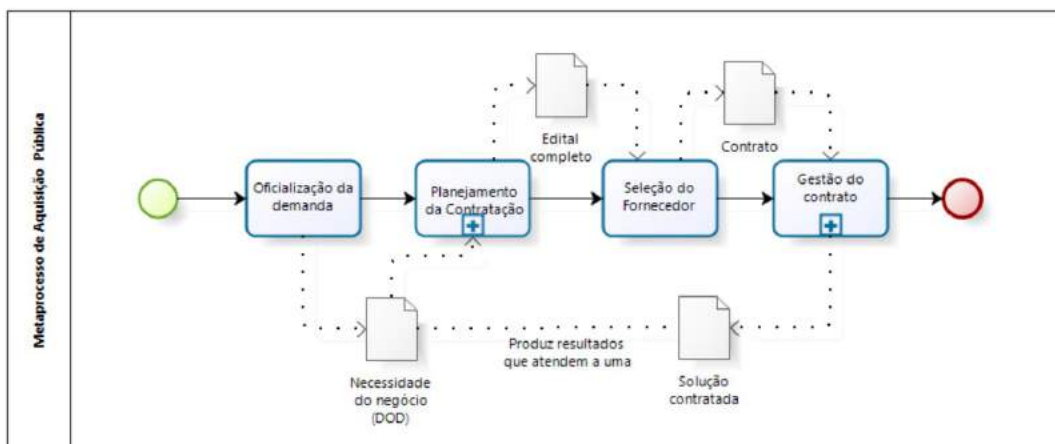 Metaprocesso de Aquisição Pública
Oficialização da
demanda
Planejamento
da Contratação
Edital
completo
Seleção do
Fornecedor
Contrato
Gestão do
contrato
Necessidade
do negócio
(DOD)
Produz resultados
que atendem a uma
Solução
contratada